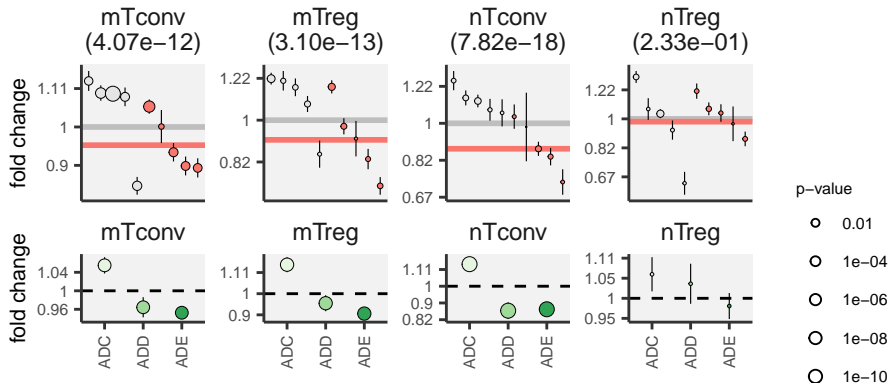 mTconv
(4.07e−12)
mTreg
(3.10e−13)
nTconv
(7.82e−18)
nTreg
(2.33e−01)
fold change
1.11
1
0.9
1.22
1
0.82
1.22
1
0.82
0.67
1.22
1
0.82
0.67
mTconv
mTreg
nTconv
nTreg
fold change
1.04
1
0.96
1.11
1
0.9
1.11
1
0.9
0.82
1.11
1.05
1
0.95
ADC
ADD
ADE
ADC
ADD
ADE
ADC
ADD
ADE
ADC
ADD
ADE
p−value
0.01
1e−04
1e−06
1e−08
1e−10